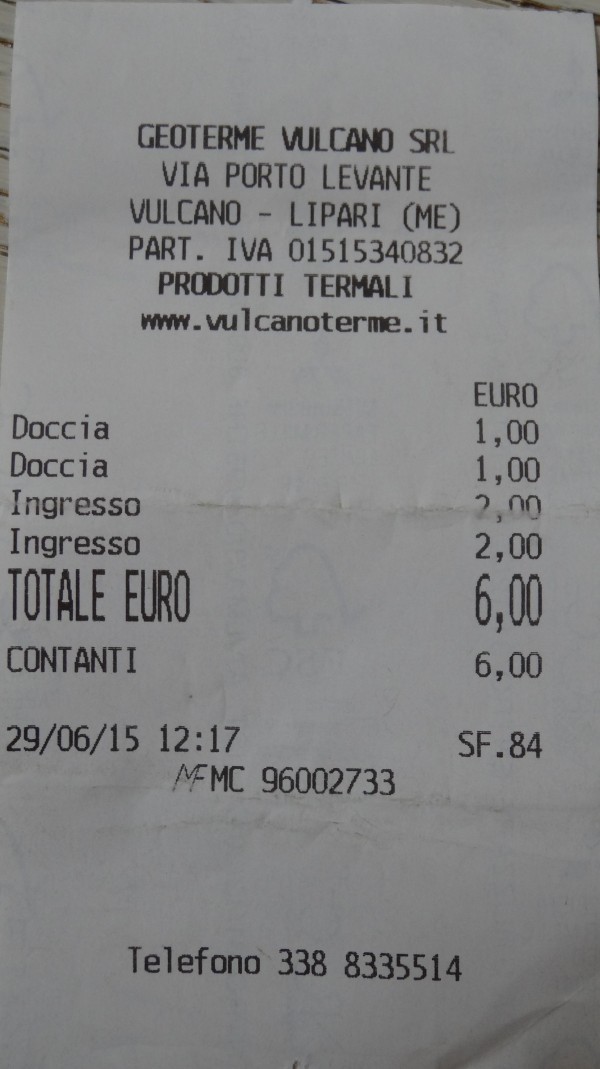 GEOTERME VULCANO SRL
VIA PORTO LEVANTE
VULCANO - LIPARI (ME)
PART. IVA 01515340832
PRODOTTI TERMALI
www.vulcanoterme.it
EURO
Doccia 1,00
Doccia 1,00
Ingresso 2,00
Ingresso 2,00
TOTALE EURO 6,00
CONTANTI 6,00
29/06/15 12:17 SF.84
MF MC 96002733
Telefono 338 8335514